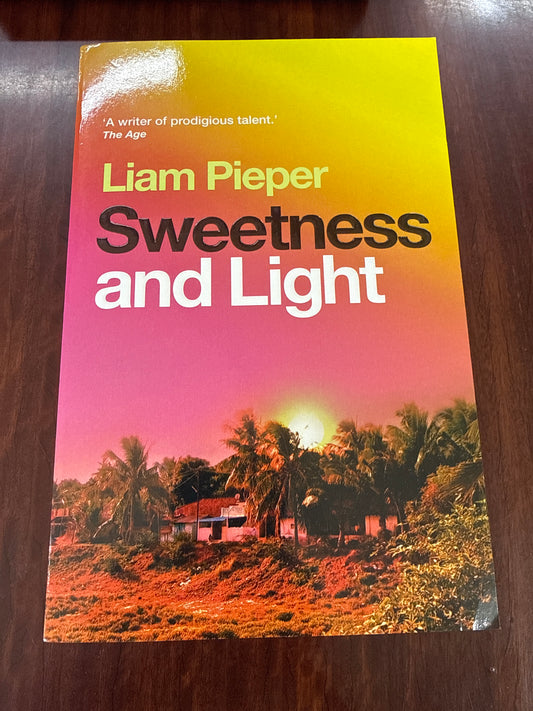 ‘A writer of prodigious talent.’
The Age
Liam Pieper
Sweetness
and Light